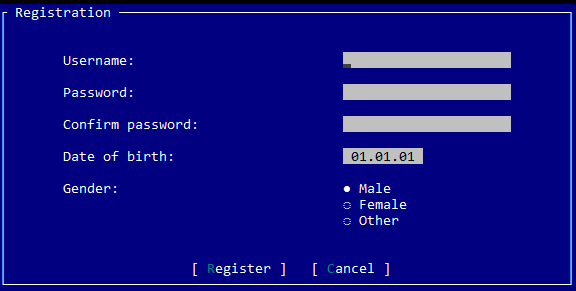 Registration
Username:
Password:
Confirm password:
Date of birth: 01.01.01
Gender: Male
Female
Other
[ Register ] [ Cancel ]